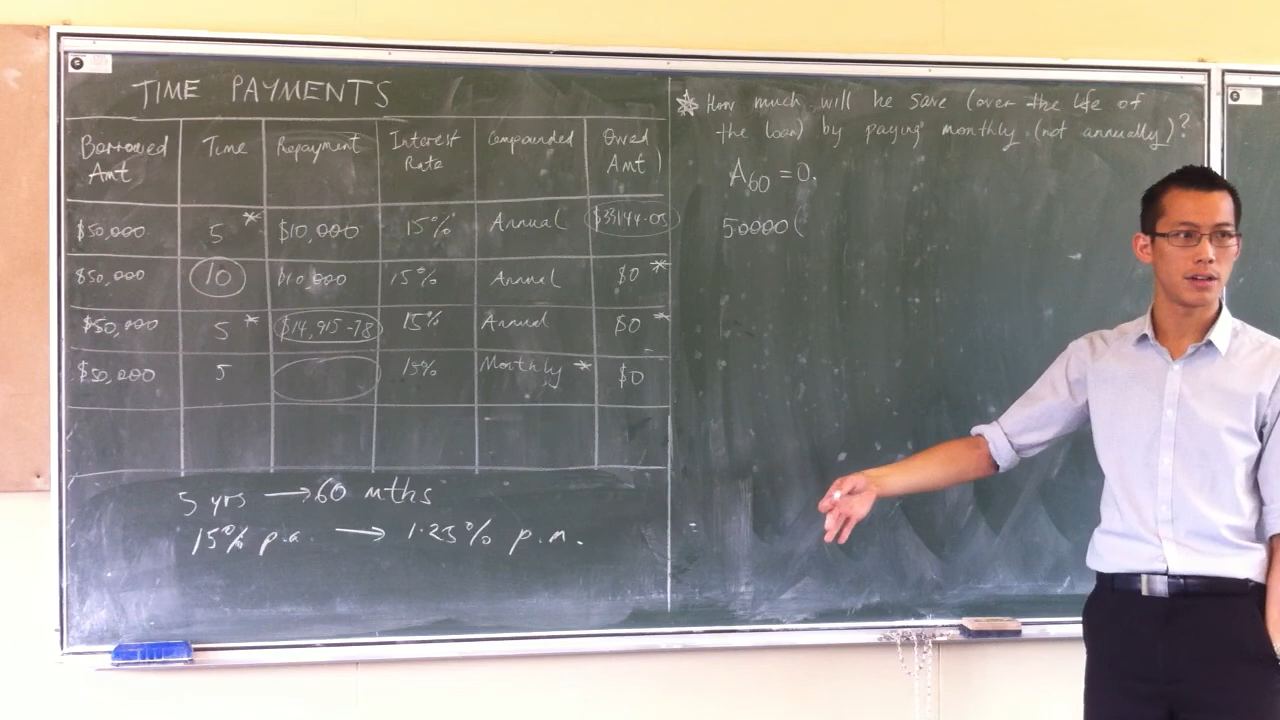 TIME PAYMENTS
Borrowed Amt Time Repayment Interest Rate Compounded Owed Amt)
$50,000 5 * $10,000 15% Annual $33144-03
$50,000 10 $10,000 15% Annual $0 *
$50,000 5 * $14,915-78 15% Annual $0 *
$50,000 5 15% Monthly * $0
5 yrs → 60 mths
15% p.a. → 1.25% p.m.
* How much will he save (over the life of
the loan) by paying monthly (not annually)?
A60 = 0.
50000(
=